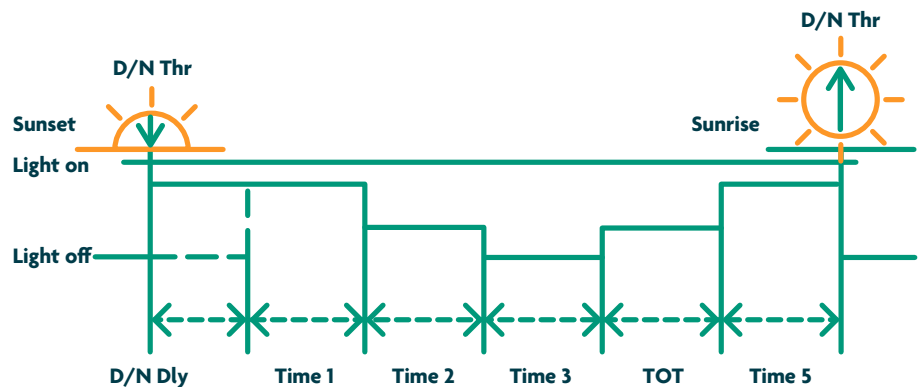 D/N Thr
D/N Thr
Sunset
Sunrise
Light on
Light off
D/N Dly
Time 1
Time 2
Time 3
TOT
Time 5